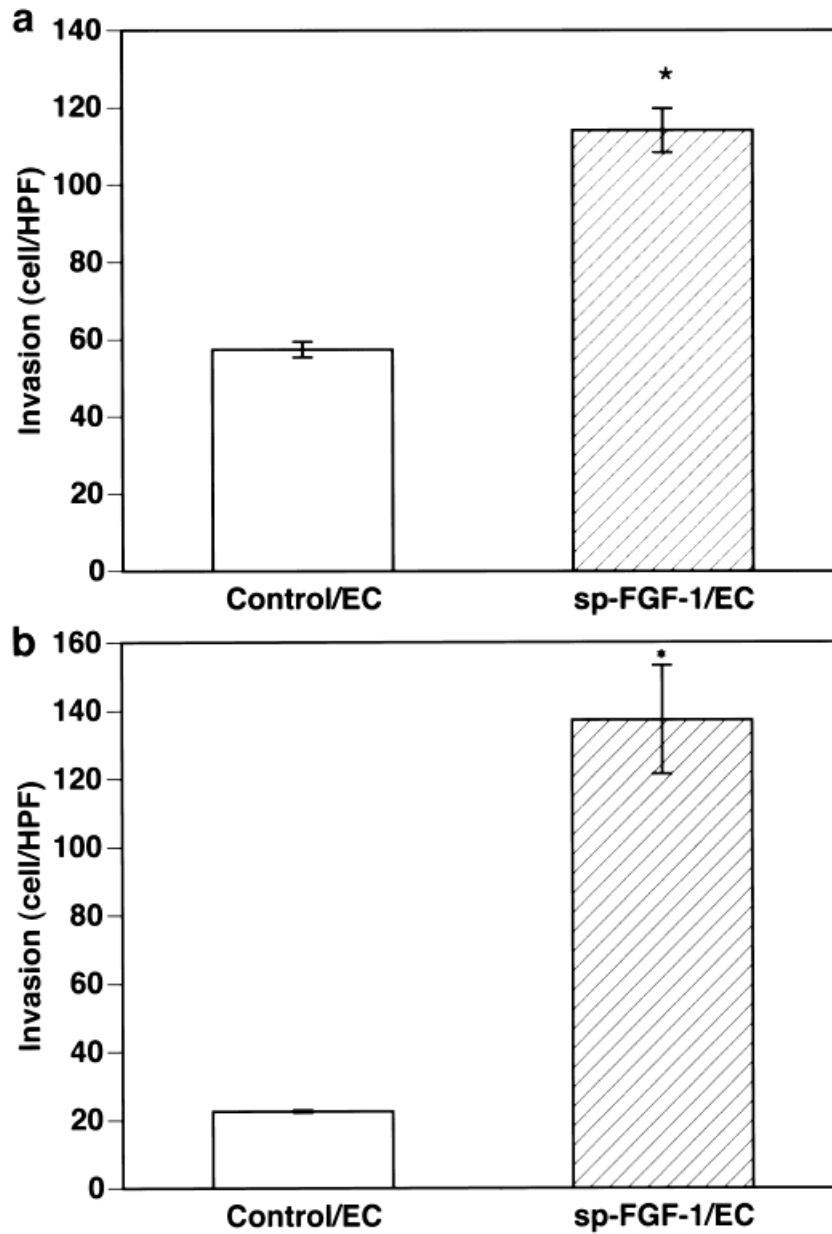 a
140
*
120
100
80
60
40
20
0
Invasion (cell/HPF)
Control/EC
sp-FGF-1/EC
b
160
*
140
120
100
80
60
40
20
0
Invasion (cell/HPF)
Control/EC
sp-FGF-1/EC